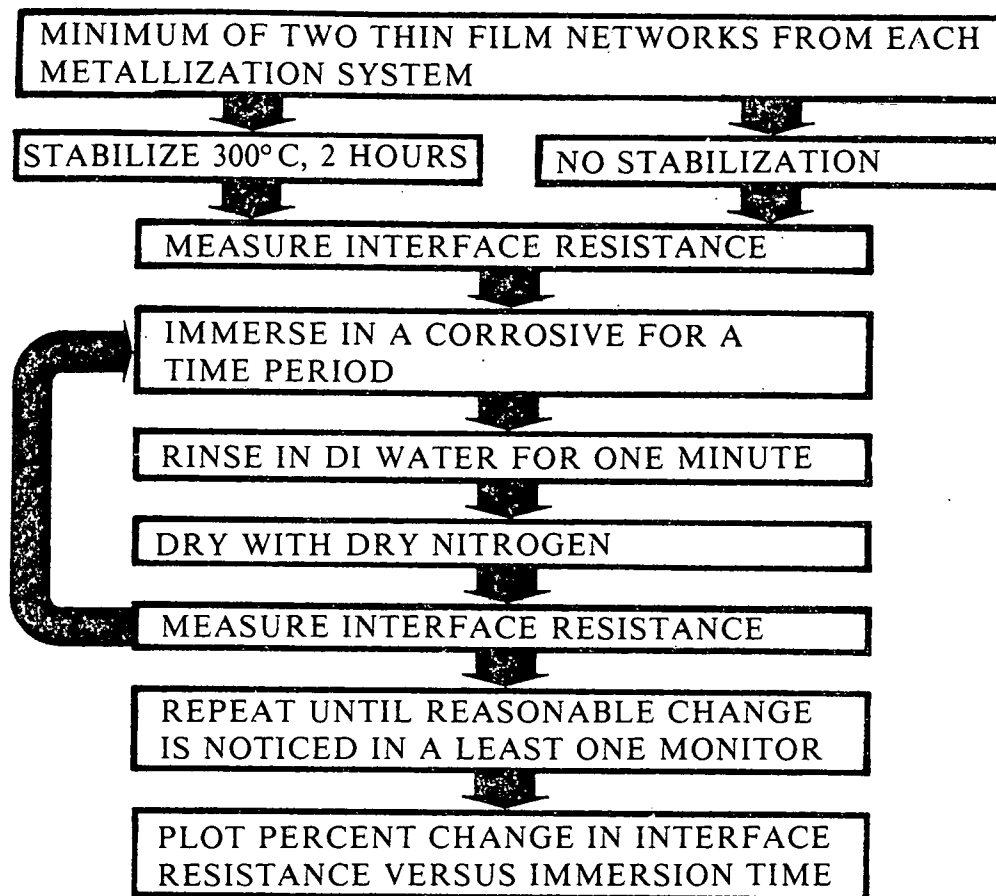 MINIMUM OF TWO THIN FILM NETWORKS FROM EACH
METALLIZATION SYSTEM
STABILIZE 300°C, 2 HOURS
NO STABILIZATION
MEASURE INTERFACE RESISTANCE
IMMERSE IN A CORROSIVE FOR A
TIME PERIOD
RINSE IN DI WATER FOR ONE MINUTE
DRY WITH DRY NITROGEN
MEASURE INTERFACE RESISTANCE
REPEAT UNTIL REASONABLE CHANGE
IS NOTICED IN A LEAST ONE MONITOR
PLOT PERCENT CHANGE IN INTERFACE
RESISTANCE VERSUS IMMERSION TIME